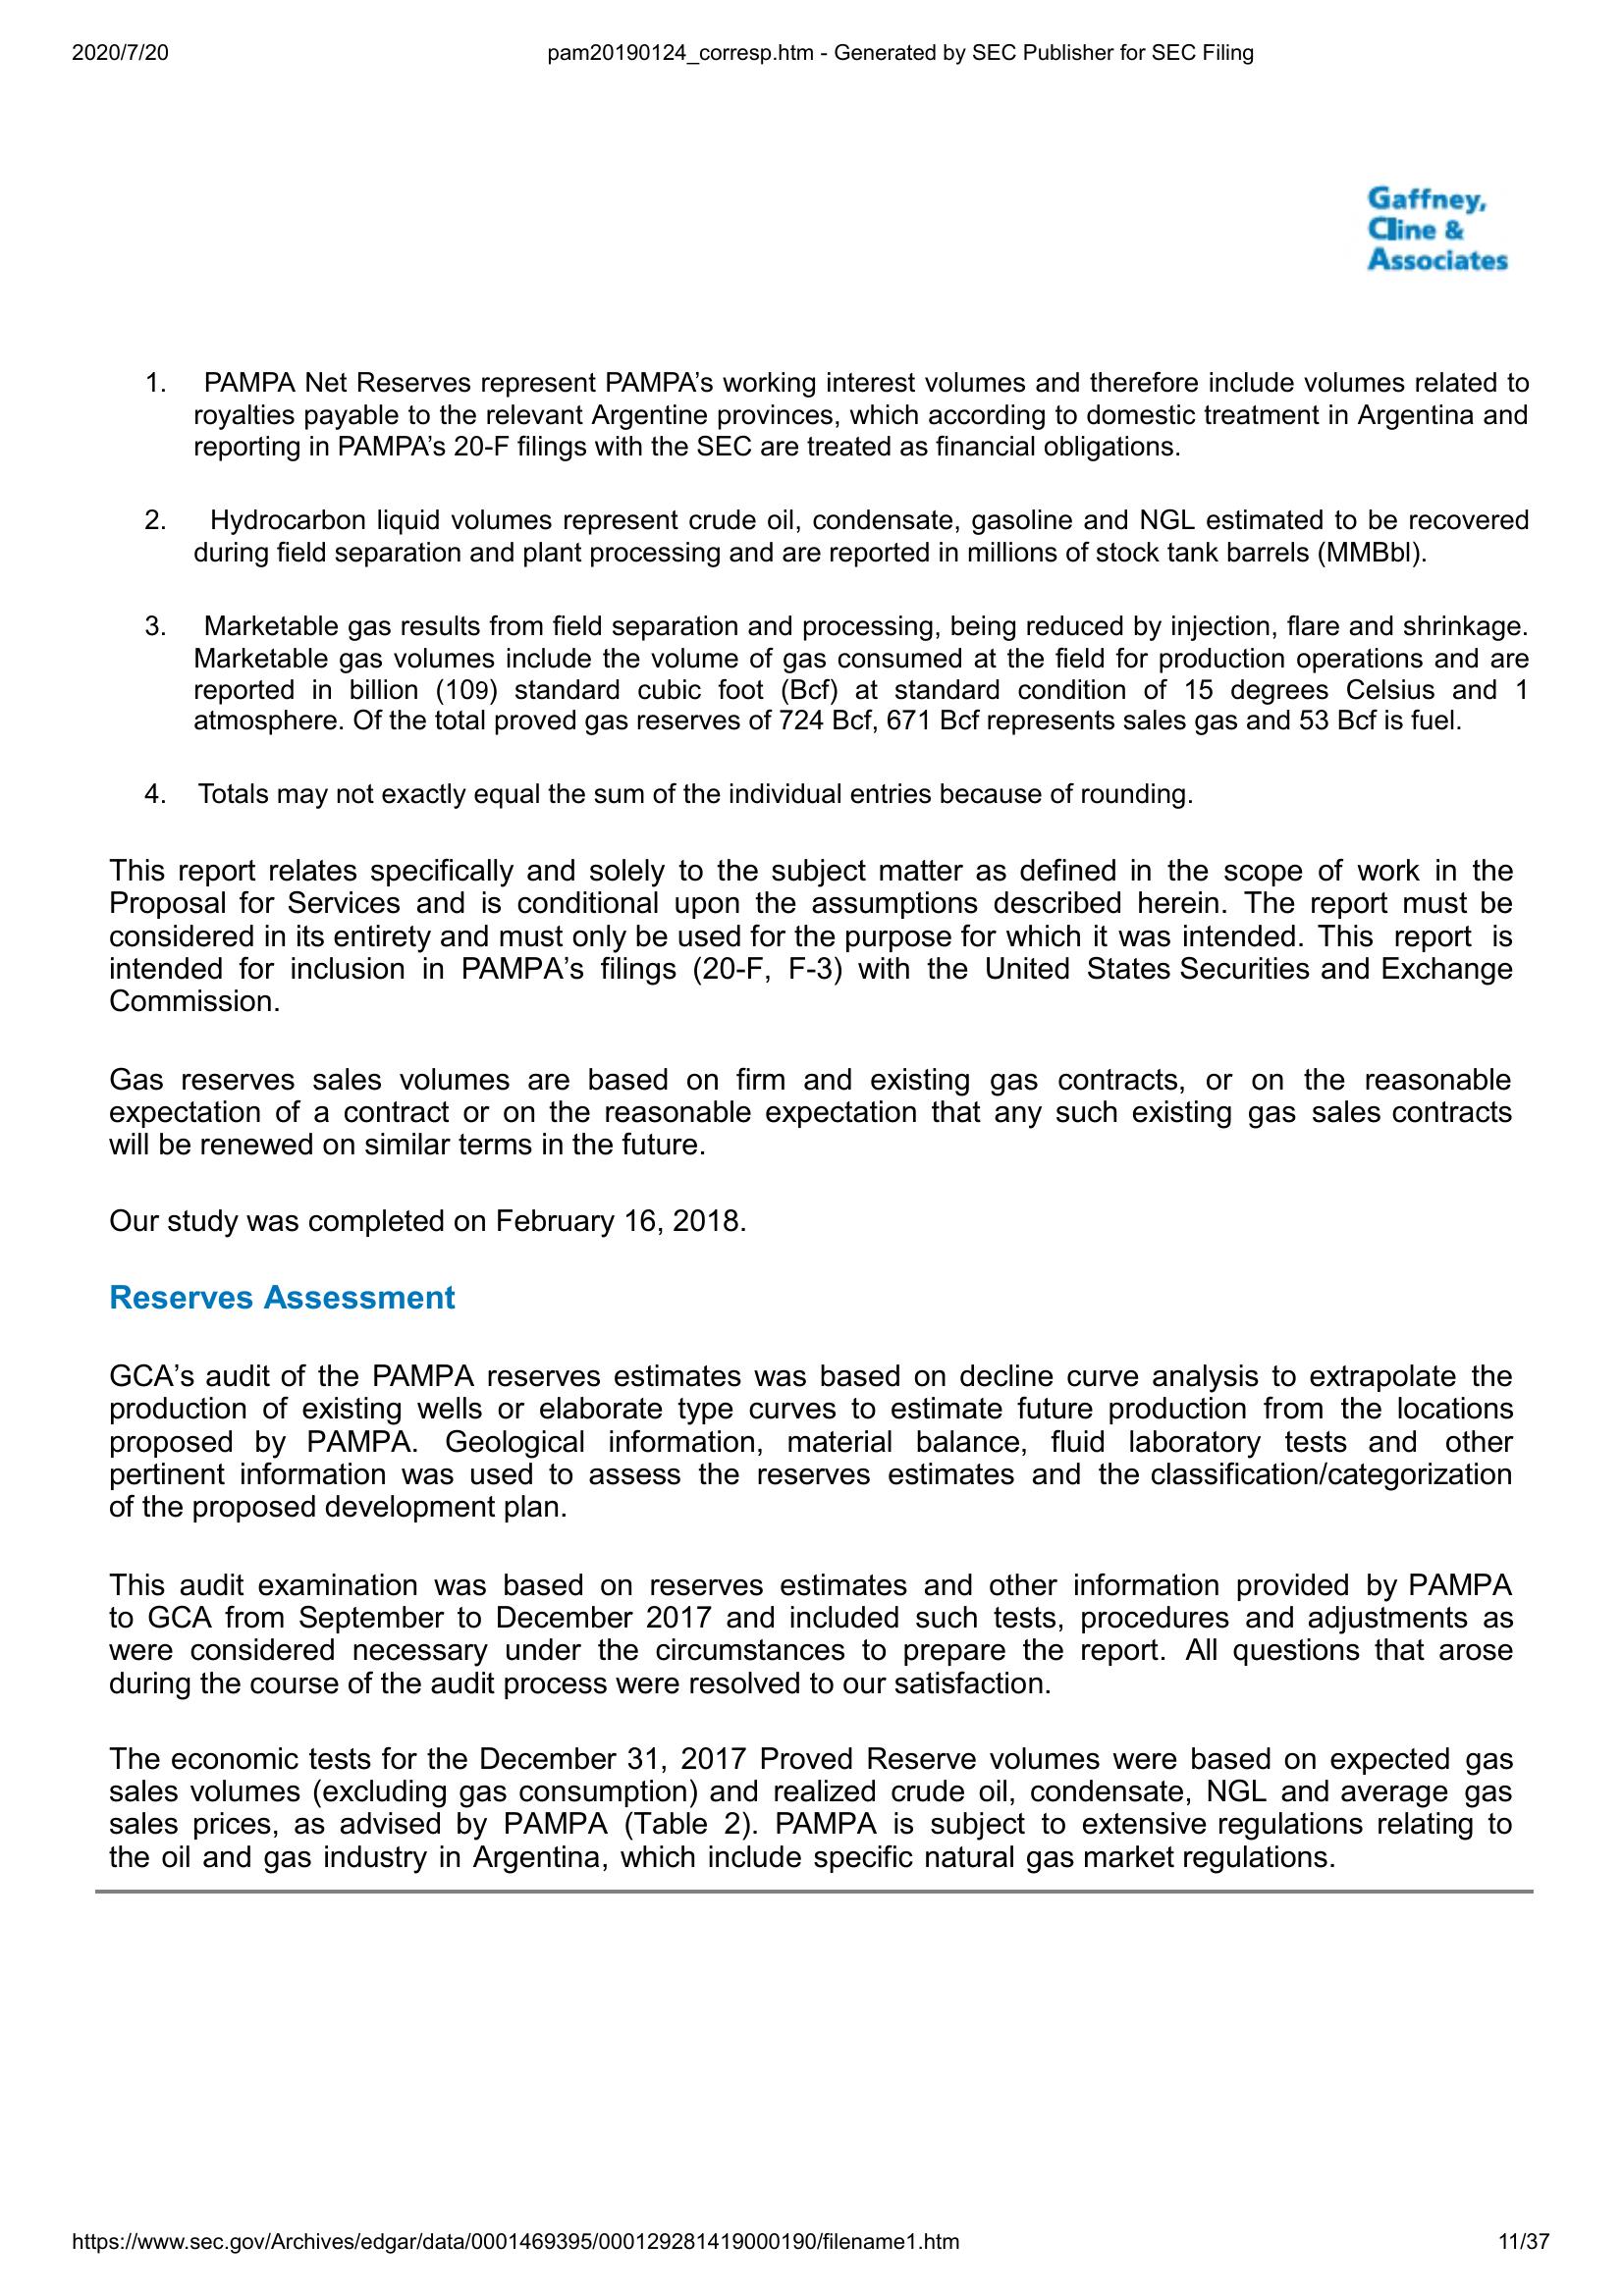 2020/7/20
pam20190124_corresp.htm - Generated by SEC Publisher for SEC Filing
Gaffney,
Cline &
Associates
1. PAMPA Net Reserves represent PAMPA’s working interest volumes and therefore include volumes related to
royalties payable to the relevant Argentine provinces, which according to domestic treatment in Argentina and
reporting in PAMPA’s 20-F filings with the SEC are treated as financial obligations.
2. Hydrocarbon liquid volumes represent crude oil, condensate, gasoline and NGL estimated to be recovered
during field separation and plant processing and are reported in millions of stock tank barrels (MMBbl).
3. Marketable gas results from field separation and processing, being reduced by injection, flare and shrinkage.
Marketable gas volumes include the volume of gas consumed at the field for production operations and are
reported in billion (109) standard cubic foot (Bcf) at standard condition of 15 degrees Celsius and 1
atmosphere. Of the total proved gas reserves of 724 Bcf, 671 Bcf represents sales gas and 53 Bcf is fuel.
4. Totals may not exactly equal the sum of the individual entries because of rounding.
This report relates specifically and solely to the subject matter as defined in the scope of work in the
Proposal for Services and is conditional upon the assumptions described herein. The report must be
considered in its entirety and must only be used for the purpose for which it was intended. This report is
intended for inclusion in PAMPA’s filings (20-F, F-3) with the United States Securities and Exchange
Commission.
Gas reserves sales volumes are based on firm and existing gas contracts, or on the reasonable
expectation of a contract or on the reasonable expectation that any such existing gas sales contracts
will be renewed on similar terms in the future.
Our study was completed on February 16, 2018.
Reserves Assessment
GCA’s audit of the PAMPA reserves estimates was based on decline curve analysis to extrapolate the
production of existing wells or elaborate type curves to estimate future production from the locations
proposed by PAMPA. Geological information, material balance, fluid laboratory tests and other
pertinent information was used to assess the reserves estimates and the classification/categorization
of the proposed development plan.
This audit examination was based on reserves estimates and other information provided by PAMPA
to GCA from September to December 2017 and included such tests, procedures and adjustments as
were considered necessary under the circumstances to prepare the report. All questions that arose
during the course of the audit process were resolved to our satisfaction.
The economic tests for the December 31, 2017 Proved Reserve volumes were based on expected gas
sales volumes (excluding gas consumption) and realized crude oil, condensate, NGL and average gas
sales prices, as advised by PAMPA (Table 2). PAMPA is subject to extensive regulations relating to
the oil and gas industry in Argentina, which include specific natural gas market regulations.
https://www.sec.gov/Archives/edgar/data/0001469395/000129281419000190/filename1.htm
11/37